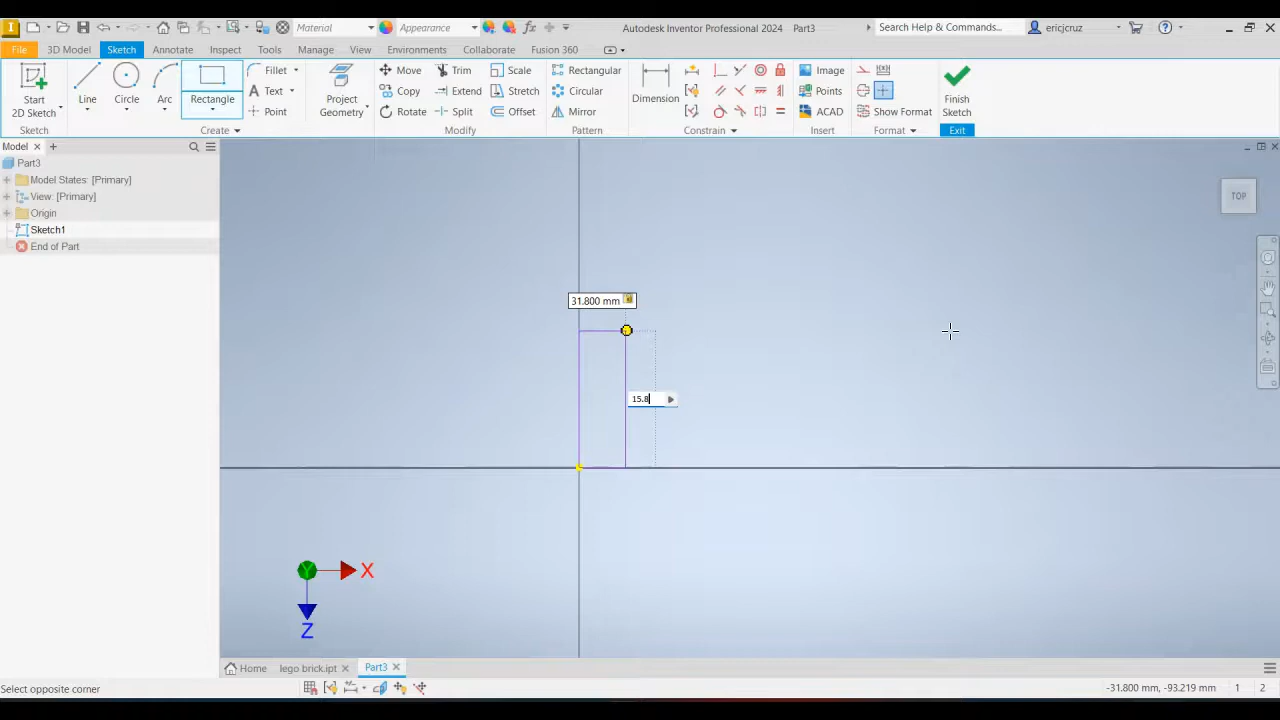 Material
Appearance
Autodesk Inventor Professional 2024 Part3
Search Help & Commands...
ericjcruz
File 3D Model Sketch Annotate Inspect Tools Manage View Environments Collaborate Fusion 360
Start
2D Sketch
Line
Circle
Arc
Rectangle
Fillet
Text
Point
Project
Geometry
Move
Copy
Rotate
Trim
Extend
Split
Scale
Stretch
Offset
Rectangular
Circular
Mirror
Dimension
Image
Points
ACAD
Show Format
Finish
Sketch
Sketch Create Modify Pattern Constrain Insert Format Exit
Model
Part3
Model States: [Primary]
View: [Primary]
Origin
Sketch1
End of Part
TOP
31.800 mm
15.8
X
Y
Z
Home lego brick.ipt Part3
Select opposite corner
-31.800 mm, -93.219 mm 1 2